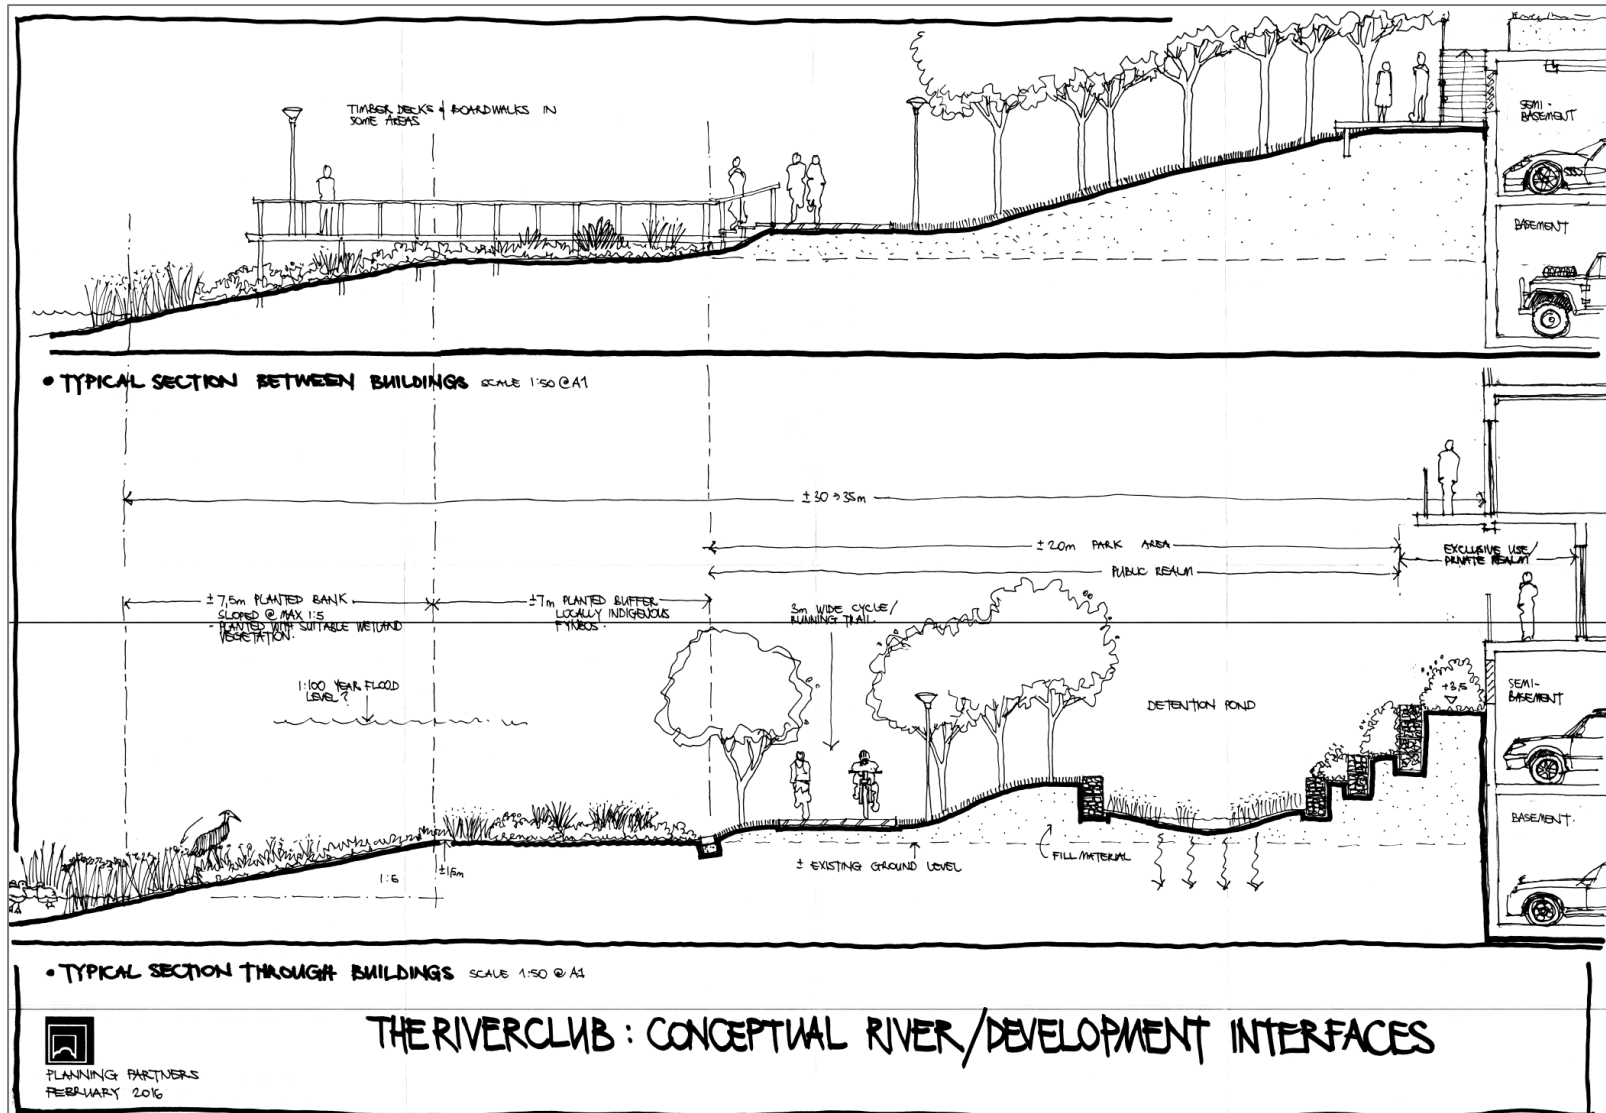 TIMBER DECKS & BOARDWALKS IN
SOME AREAS
SEMI-
BASEMENT
BASEMENT
• TYPICAL SECTION BETWEEN BUILDINGS SCALE 1:50 @ A1
± 30 → 35m
± 20m PARK AREA
EXCLUSIVE USE/
PRIVATE REALM
PUBLIC REALM
± 7,5m PLANTED BANK
SLOPED @ MAX 1:5
- PLANTED WITH SUITABLE WETLAND
VEGETATION.
±7m PLANTED BUFFER
LOCALLY INDIGENOUS
FYNBOS.
3m WIDE CYCLE/
RUNNING TRAIL.
1:100 YEAR FLOOD
LEVEL?
DETENTION POND
+3,5
SEMI-
BASEMENT
BASEMENT.
FILL MATERIAL
± EXISTING GROUND LEVEL
1:5
±1,5m
• TYPICAL SECTION THROUGH BUILDINGS SCALE 1:50 @ A1
THE RIVER CLUB : CONCEPTUAL RIVER/DEVELOPMENT INTERFACES
PLANNING PARTNERS
FEBRUARY 2016